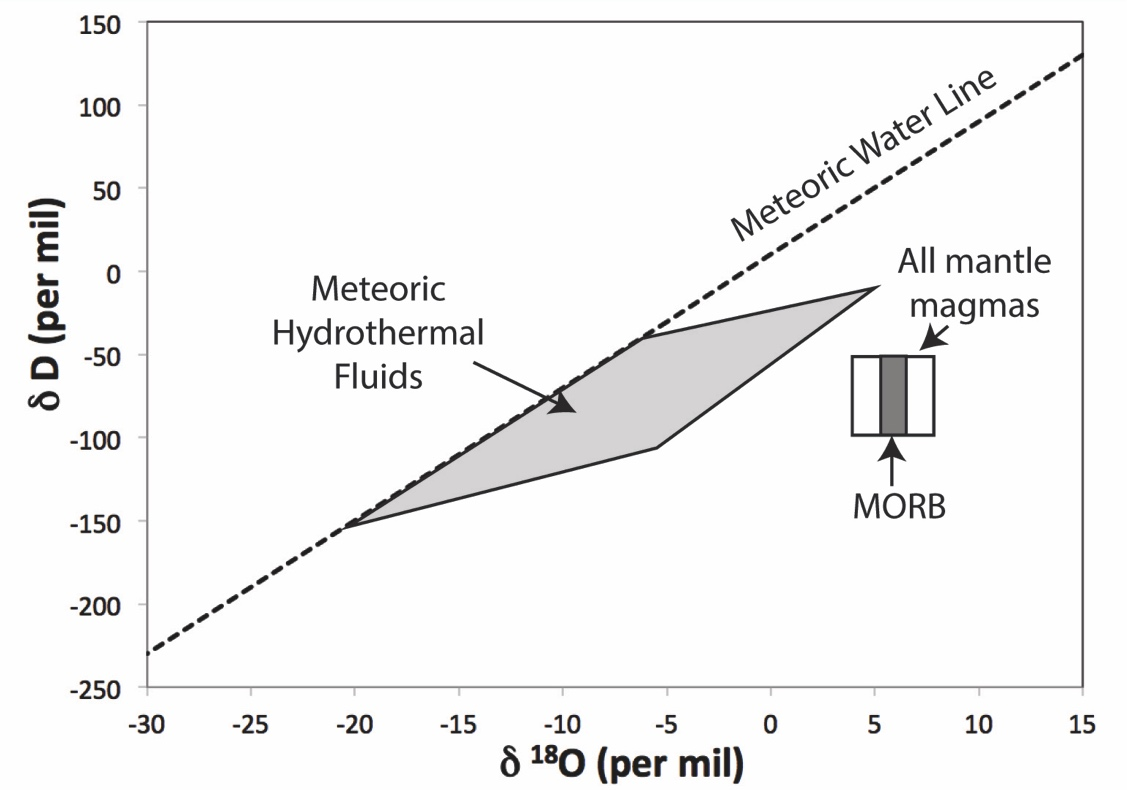 150
100
50
0
-50
-100
-150
-200
-250
δ D (per mil)
Meteoric Water Line
All mantle
magmas
Meteoric
Hydrothermal
Fluids
MORB
-30 -25 -20 -15 -10 -5 0 5 10 15
δ ¹⁸O (per mil)